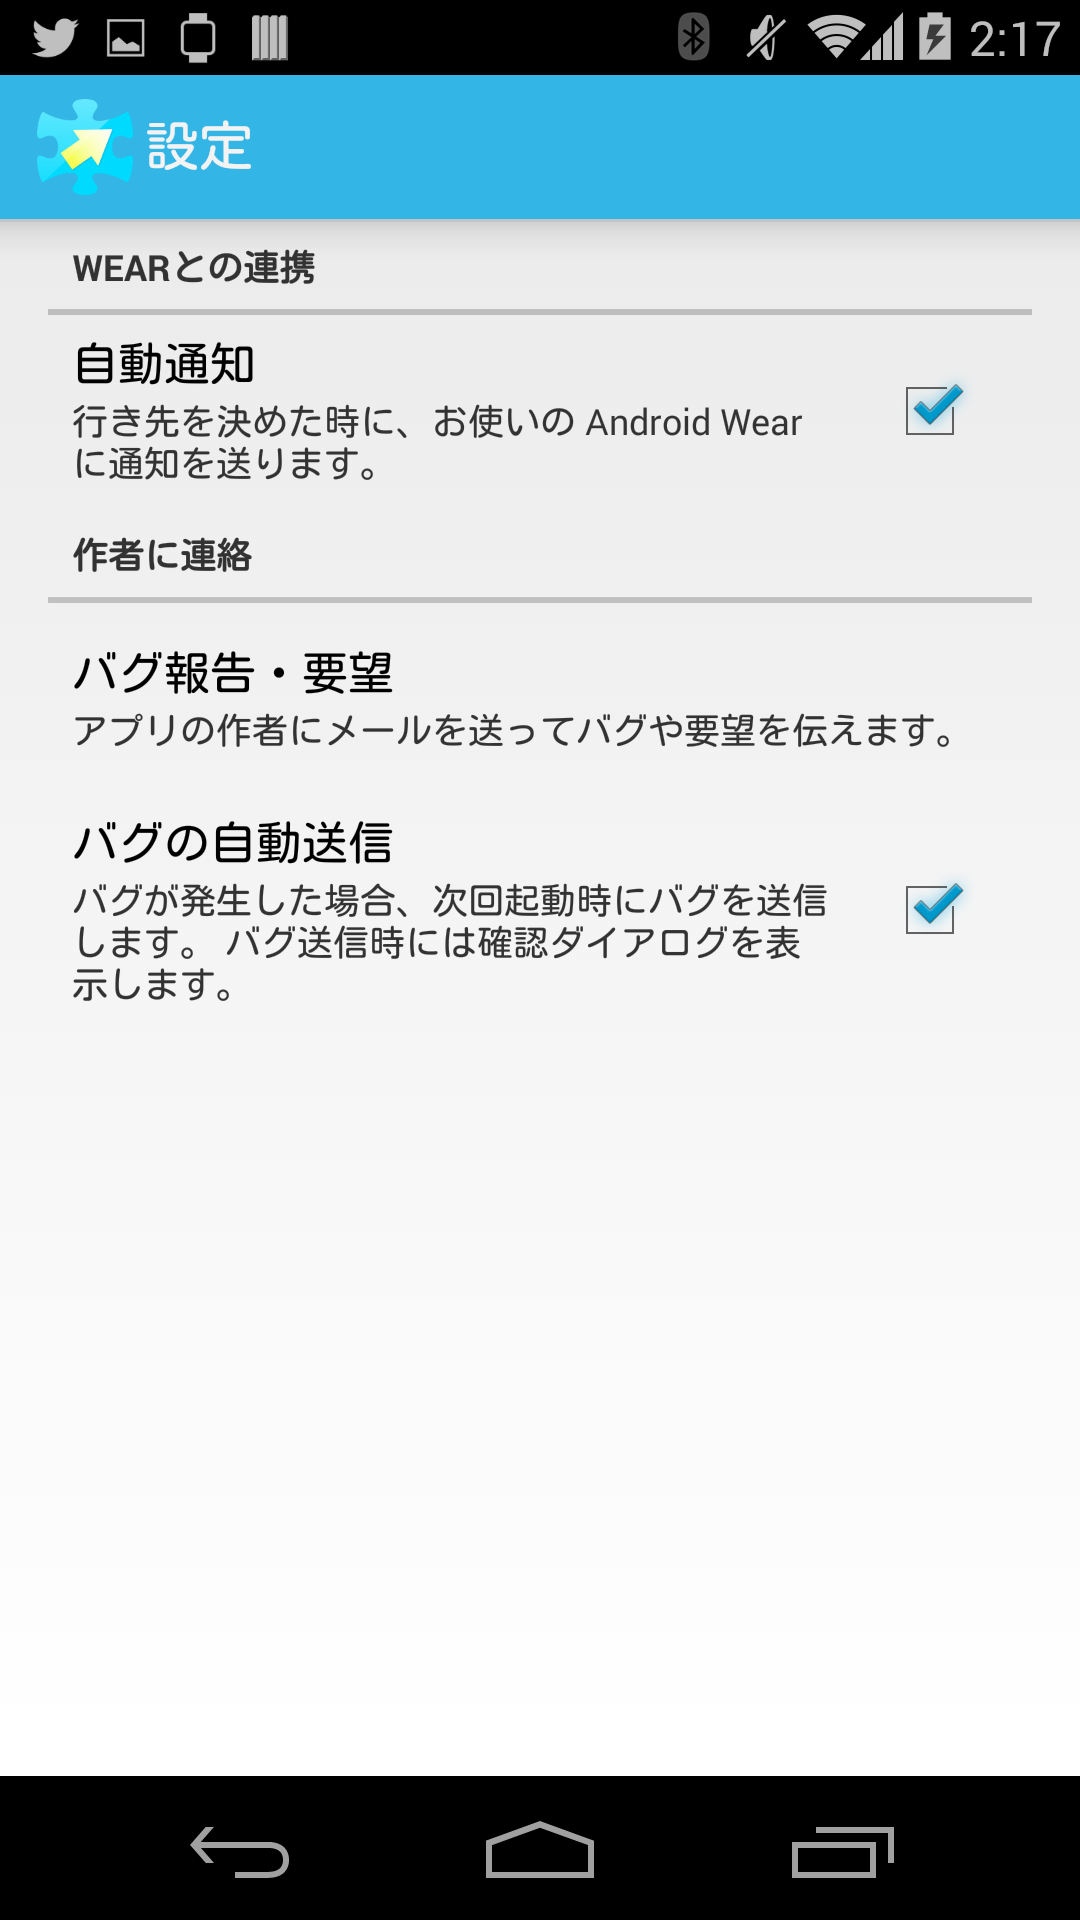 2:17
設定
WEARとの連携
自動通知
行き先を決めた時に、お使いの Android Wear
に通知を送ります。
作者に連絡
バグ報告・要望
アプリの作者にメールを送ってバグや要望を伝えます。
バグの自動送信
バグが発生した場合、次回起動時にバグを送信
します。 バグ送信時には確認ダイアログを表
示します。